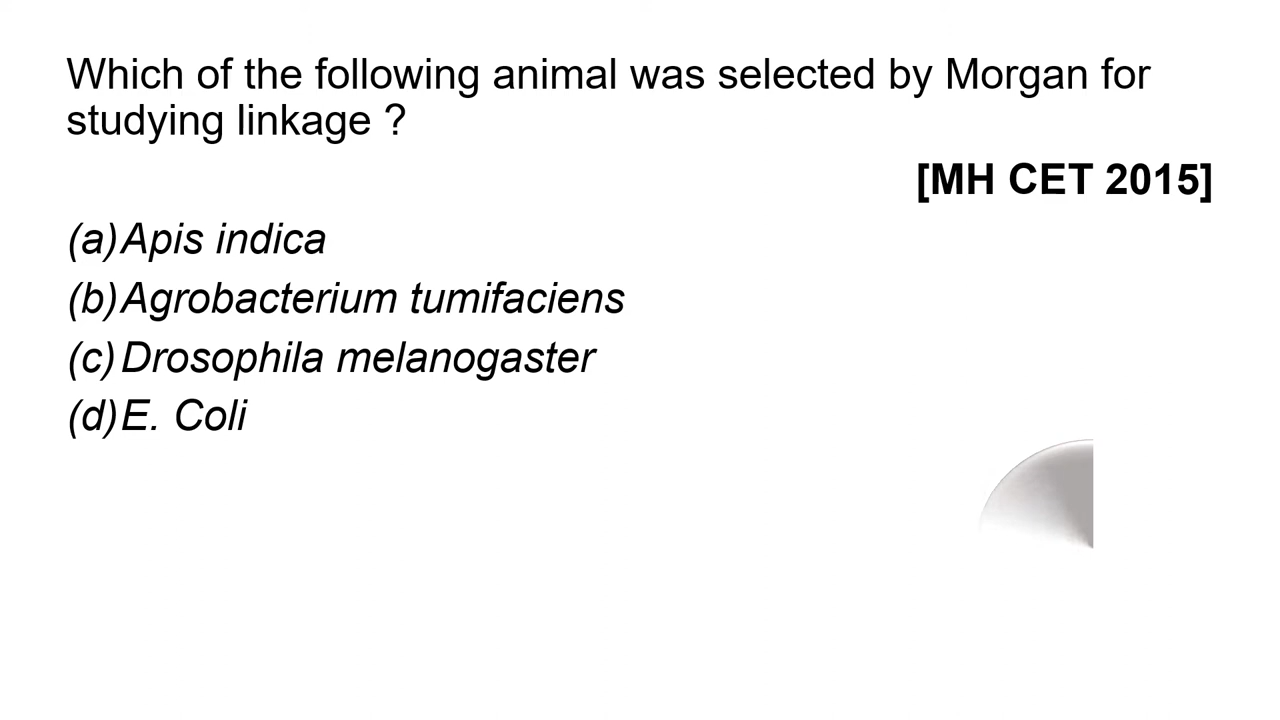 Which of the following animal was selected by Morgan for
studying linkage ?
[MH CET 2015]
(a) Apis indica
(b) Agrobacterium tumifaciens
(c) Drosophila melanogaster
(d) E. Coli